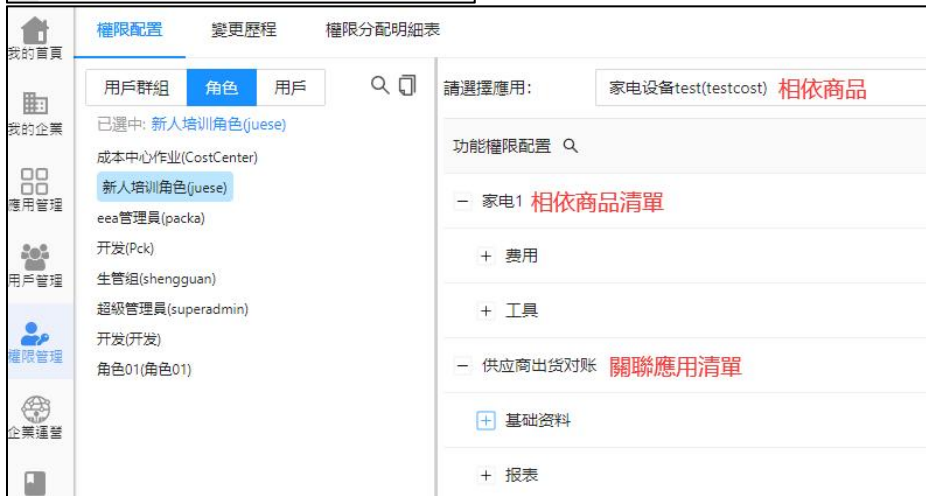 我的首頁
我的企業
應用管理
用戶管理
權限管理
企業運營
權限配置 變更歷程 權限分配明細表
用戶群組 角色 用戶
已選中: 新人培训角色(juese)
成本中心作业(CostCenter)
新人培训角色(juese)
eea管理員(packa)
开发(Pck)
生管组(shengguan)
超級管理員(superadmin)
开发(开发)
角色01(角色01)
請選擇應用: 家电设备test(testcost) 相依商品
功能權限配置
家电1 相依商品清單
费用
工具
供应商出货对账 關聯應用清單
基础资料
报表